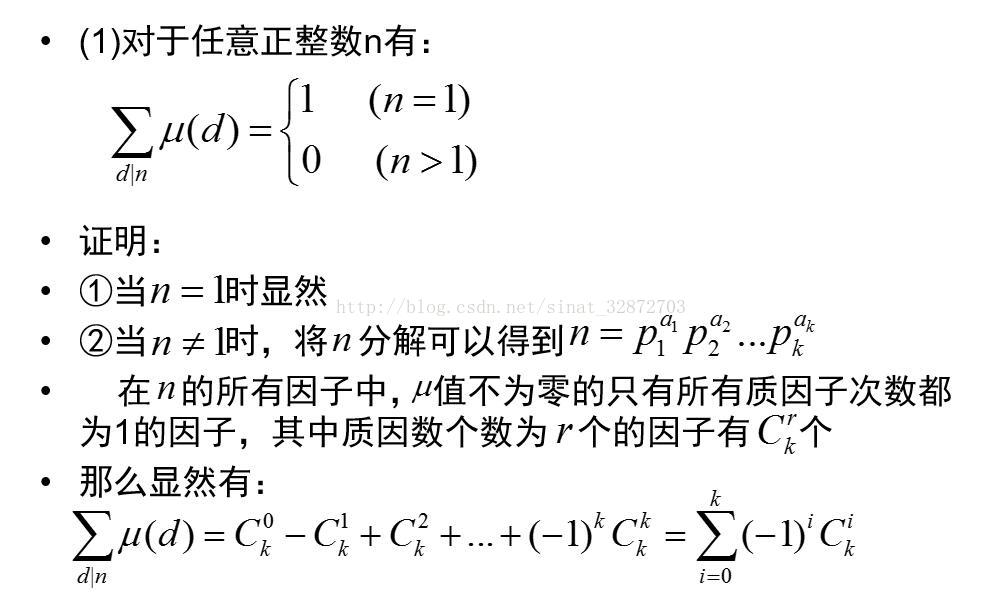 • (1)对于任意正整数n有：
∑_{d|n} μ(d) = { 1 (n = 1)
0 (n > 1)
• 证明：
• ①当n = 1时显然
http://blog.csdn.net/sinat_32872703
• ②当n ≠ 1时，将n分解可以得到n = p_1^{a_1} p_2^{a_2} ... p_k^{a_k}
• 在n的所有因子中，μ值不为零的只有所有质因子次数都
为1的因子，其中质因数个数为r个的因子有C_k^r个
• 那么显然有：
∑_{d|n} μ(d) = C_k^0 − C_k^1 + C_k^2 + ... + (−1)^k C_k^k = ∑_{i=0}^{k} (−1)^i C_k^i